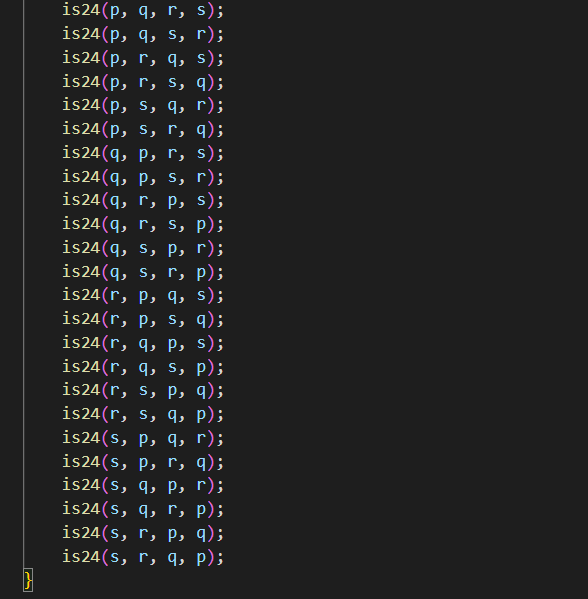 is24(p, q, r, s);
is24(p, q, s, r);
is24(p, r, q, s);
is24(p, r, s, q);
is24(p, s, q, r);
is24(p, s, r, q);
is24(q, p, r, s);
is24(q, p, s, r);
is24(q, r, p, s);
is24(q, r, s, p);
is24(q, s, p, r);
is24(q, s, r, p);
is24(r, p, q, s);
is24(r, p, s, q);
is24(r, q, p, s);
is24(r, q, s, p);
is24(r, s, p, q);
is24(r, s, q, p);
is24(s, p, q, r);
is24(s, p, r, q);
is24(s, q, p, r);
is24(s, q, r, p);
is24(s, r, p, q);
is24(s, r, q, p);
}